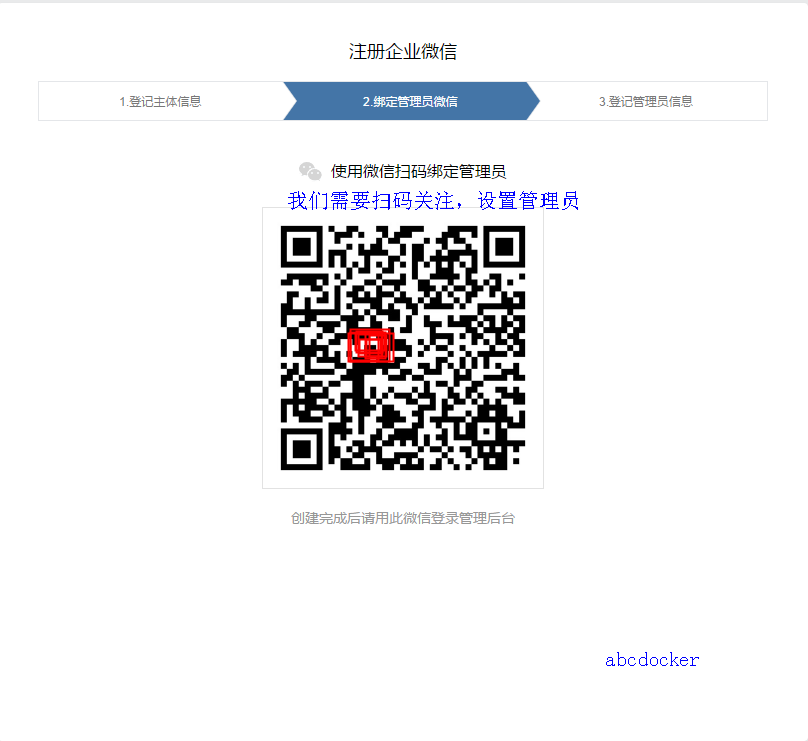 注册企业微信
1.登记主体信息
2.绑定管理员微信
3.登记管理员信息
使用微信扫码绑定管理员
我们需要扫码关注，设置管理员
创建完成后请用此微信登录管理后台
abcdocker